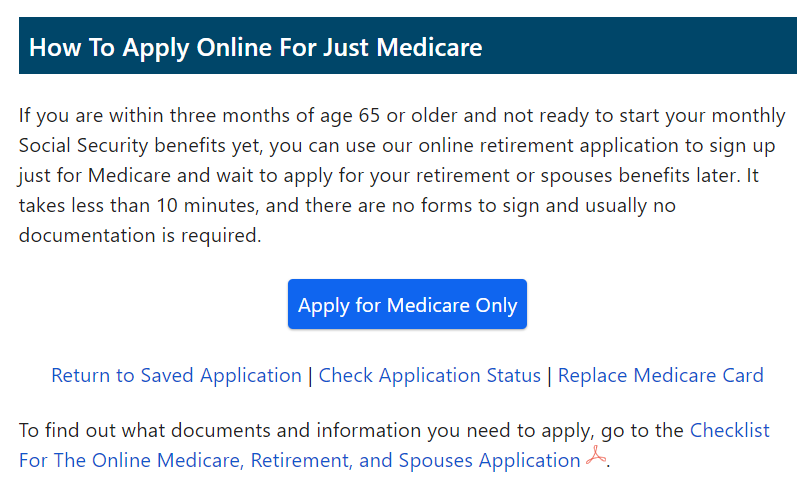 How To Apply Online For Just Medicare
If you are within three months of age 65 or older and not ready to start your monthly
Social Security benefits yet, you can use our online retirement application to sign up
just for Medicare and wait to apply for your retirement or spouses benefits later. It
takes less than 10 minutes, and there are no forms to sign and usually no
documentation is required.
Apply for Medicare Only
Return to Saved Application | Check Application Status | Replace Medicare Card
To find out what documents and information you need to apply, go to the Checklist
For The Online Medicare, Retirement, and Spouses Application .